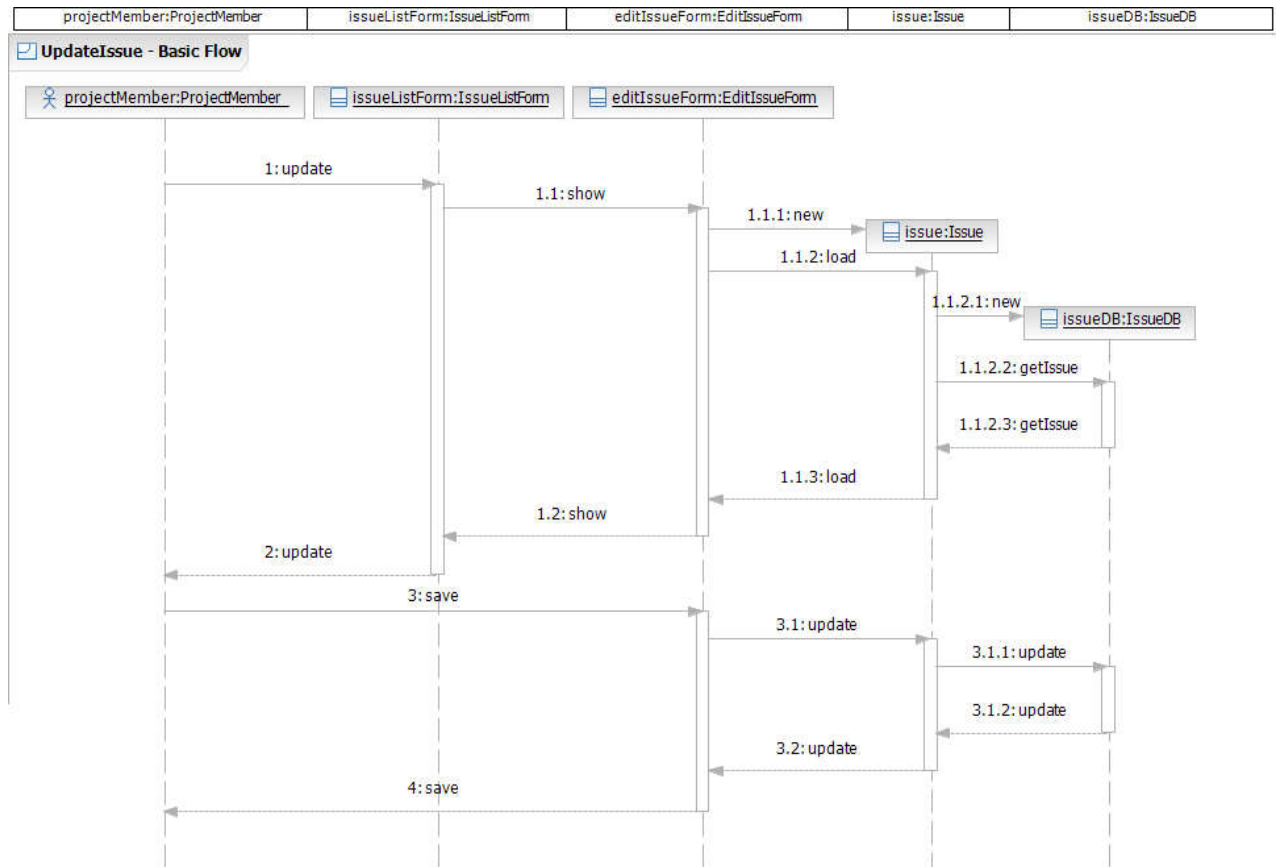 projectMember:ProjectMember issueListForm:IssueListForm editIssueForm:EditIssueForm issue:Issue issueDB:IssueDB
UpdateIssue - Basic Flow
projectMember:ProjectMember issueListForm:IssueListForm editIssueForm:EditIssueForm
1: update
1.1: show
1.1.1: new
issue:Issue
1.1.2: load
1.1.2.1: new
issueDB:IssueDB
1.1.2.2: getIssue
1.1.2.3: getIssue
1.1.3: load
1.2: show
2: update
3: save
3.1: update
3.1.1: update
3.1.2: update
3.2: update
4: save